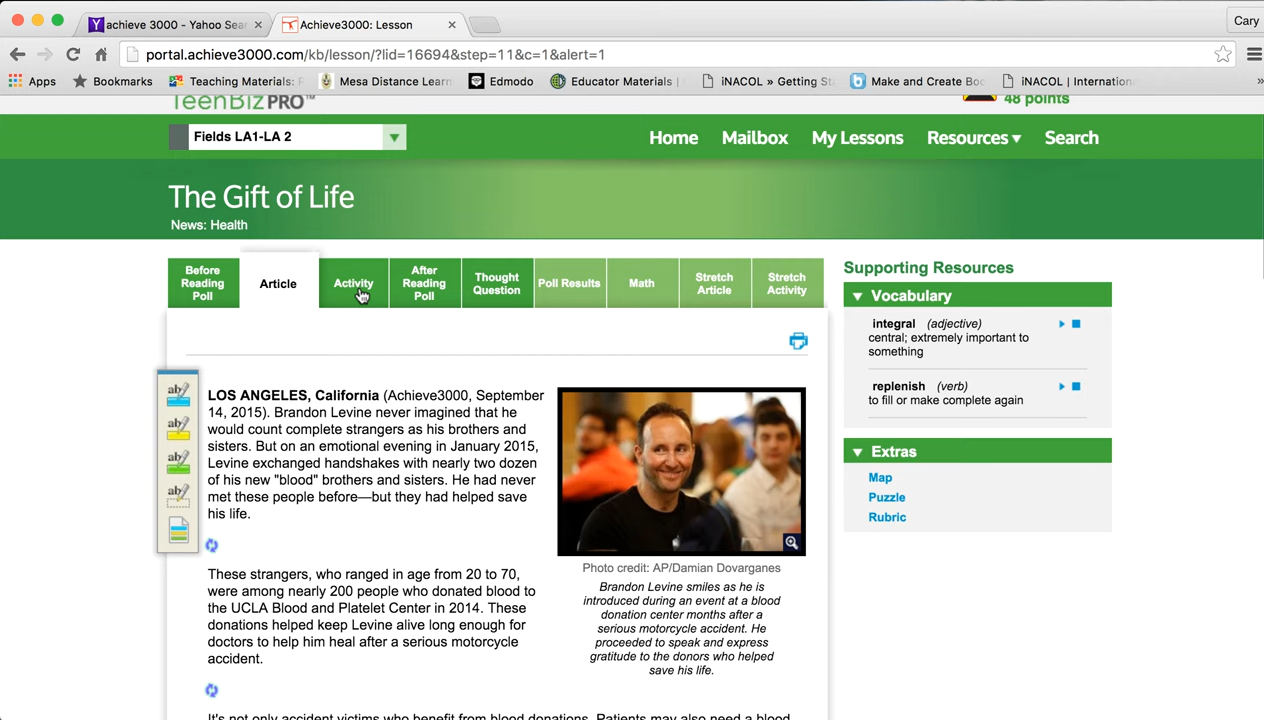 achieve 3000 - Yahoo Sea
Achieve3000: Lesson
Cary
portal.achieve3000.com/kb/lesson/?lid=16694&step=11&c=1&alert=1
Apps
Bookmarks
Teaching Materials:
Mesa Distance Learn
Edmodo
Educator Materials |
iNACOL » Getting Sta
Make and Create Boo
iNACOL | Internationa
TeenBizPRO™
48 points
Fields LA1-LA 2
Home
Mailbox
My Lessons
Resources
Search
The Gift of Life
News: Health
Before
Reading
Poll
Article
Activity
After
Reading
Poll
Thought
Question
Poll Results
Math
Stretch
Article
Stretch
Activity
LOS ANGELES, California (Achieve3000, September
14, 2015). Brandon Levine never imagined that he
would count complete strangers as his brothers and
sisters. But on an emotional evening in January 2015,
Levine exchanged handshakes with nearly two dozen
of his new "blood" brothers and sisters. He had never
met these people before—but they had helped save
his life.
These strangers, who ranged in age from 20 to 70,
were among nearly 200 people who donated blood to
the UCLA Blood and Platelet Center in 2014. These
donations helped keep Levine alive long enough for
doctors to help him heal after a serious motorcycle
accident.
It's not only accident victims who benefit from blood donations. Patients may also need a blood
Photo credit: AP/Damian Dovarganes
Brandon Levine smiles as he is
introduced during an event at a blood
donation center months after a
serious motorcycle accident. He
proceeded to speak and express
gratitude to the donors who helped
save his life.
Supporting Resources
Vocabulary
integral (adjective)
central; extremely important to
something
replenish (verb)
to fill or make complete again
Extras
Map
Puzzle
Rubric